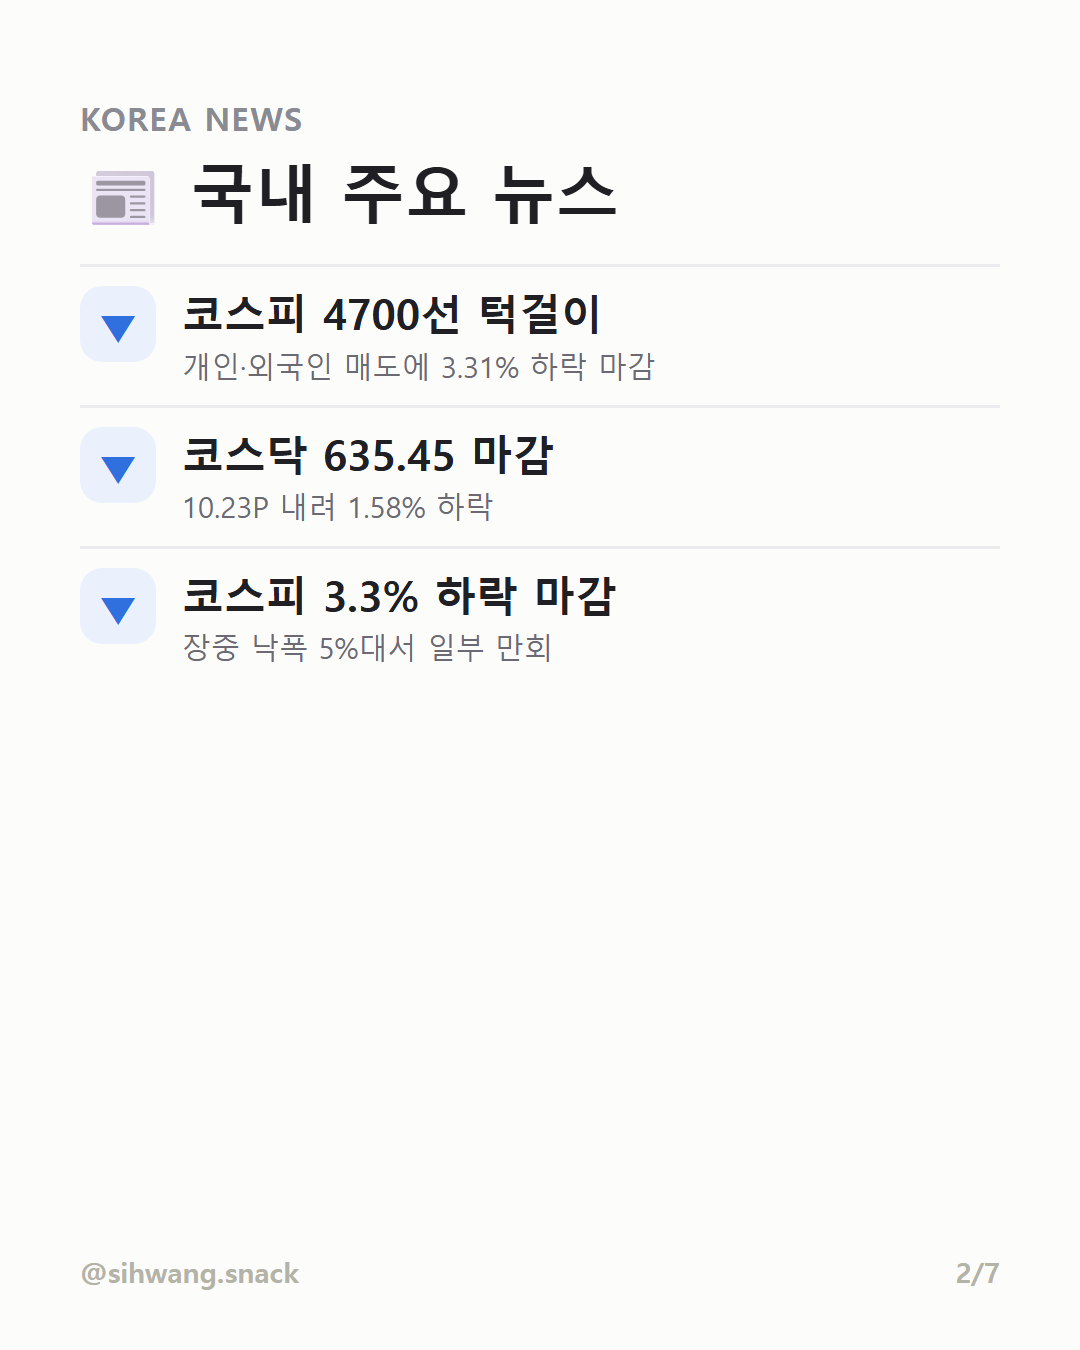 KOREA NEWS
국내 주요 뉴스
코스피 4700선 턱걸이
개인·외국인 매도에 3.31% 하락 마감
코스닥 635.45 마감
10.23P 내려 1.58% 하락
코스피 3.3% 하락 마감
장중 낙폭 5%대서 일부 만회
@sihwang.snack
2/7